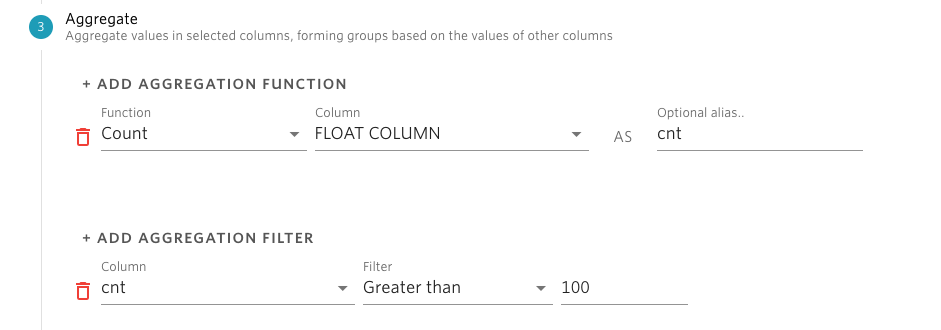 3
Aggregate
Aggregate values in selected columns, forming groups based on the values of other columns
+ ADD AGGREGATION FUNCTION
Function Column Optional alias..
Count FLOAT COLUMN AS cnt
+ ADD AGGREGATION FILTER
Column Filter
cnt Greater than 100